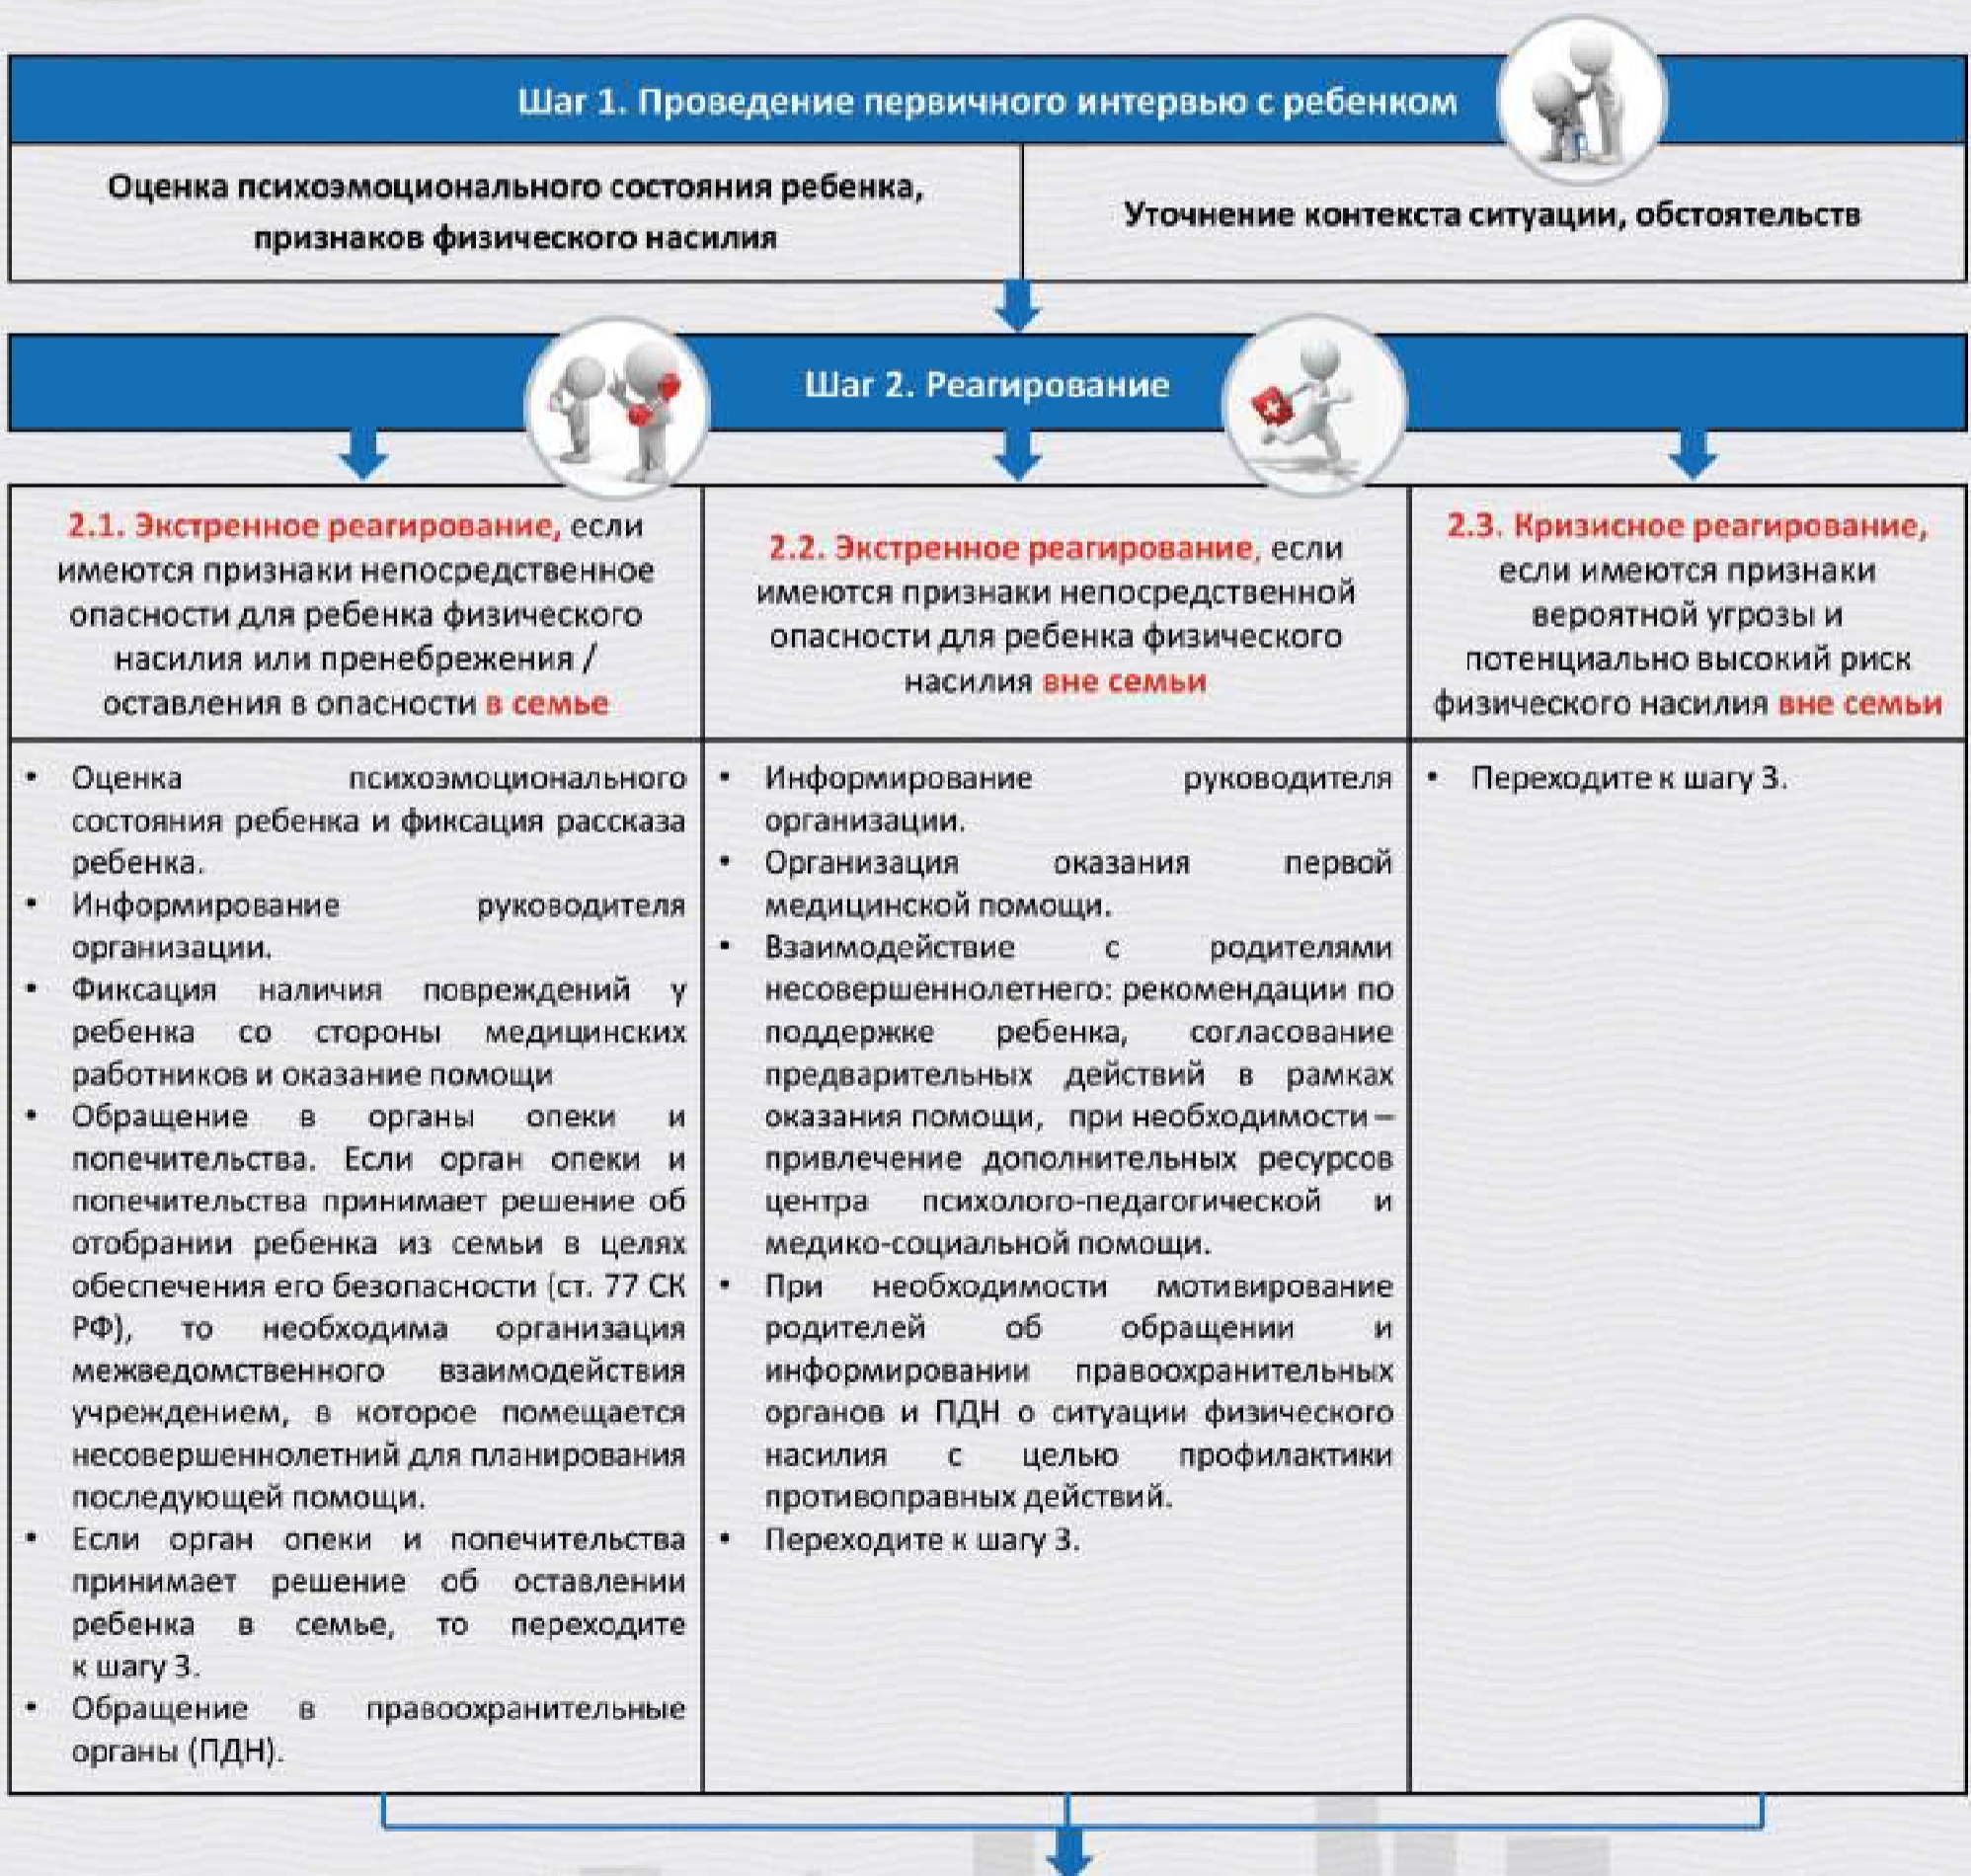 Шаг 1. Проведение первичного интервью с ребенком
Оценка психоэмоционального состояния ребенка,
признаков физического насилия
Уточнение контекста ситуации, обстоятельств
Шаг 2. Реагирование
2.1. Экстренное реагирование, если
имеются признаки непосредственное
опасности для ребенка физического
насилия или пренебрежения /
оставления в опасности в семье
2.2. Экстренное реагирование, если
имеются признаки непосредственной
опасности для ребенка физического
насилия вне семьи
2.3. Кризисное реагирование,
если имеются признаки
вероятной угрозы и
потенциально высокий риск
физического насилия вне семьи
• Оценка психоэмоционального
состояния ребенка и фиксация рассказа
ребенка.
• Информирование руководителя
организации.
• Фиксация наличия повреждений у
ребенка со стороны медицинских
работников и оказание помощи
• Обращение в органы опеки и
попечительства. Если орган опеки и
попечительства принимает решение об
отобрании ребенка из семьи в целях
обеспечения его безопасности (ст. 77 СК
РФ), то необходима организация
межведомственного взаимодействия
учреждением, в которое помещается
несовершеннолетний для планирования
последующей помощи.
• Если орган опеки и попечительства
принимает решение об оставлении
ребенка в семье, то переходите
к шагу 3.
• Обращение в правоохранительные
органы (ПДН).
• Информирование руководителя
организации.
• Организация оказания первой
медицинской помощи.
• Взаимодействие с родителями
несовершеннолетнего: рекомендации по
поддержке ребенка, согласование
предварительных действий в рамках
оказания помощи, при необходимости –
привлечение дополнительных ресурсов
центра психолого-педагогической и
медико-социальной помощи.
• При необходимости мотивирование
родителей об обращении и
информировании правоохранительных
органов и ПДН о ситуации физического
насилия с целью профилактики
противоправных действий.
• Переходите к шагу 3.
• Переходите к шагу 3.